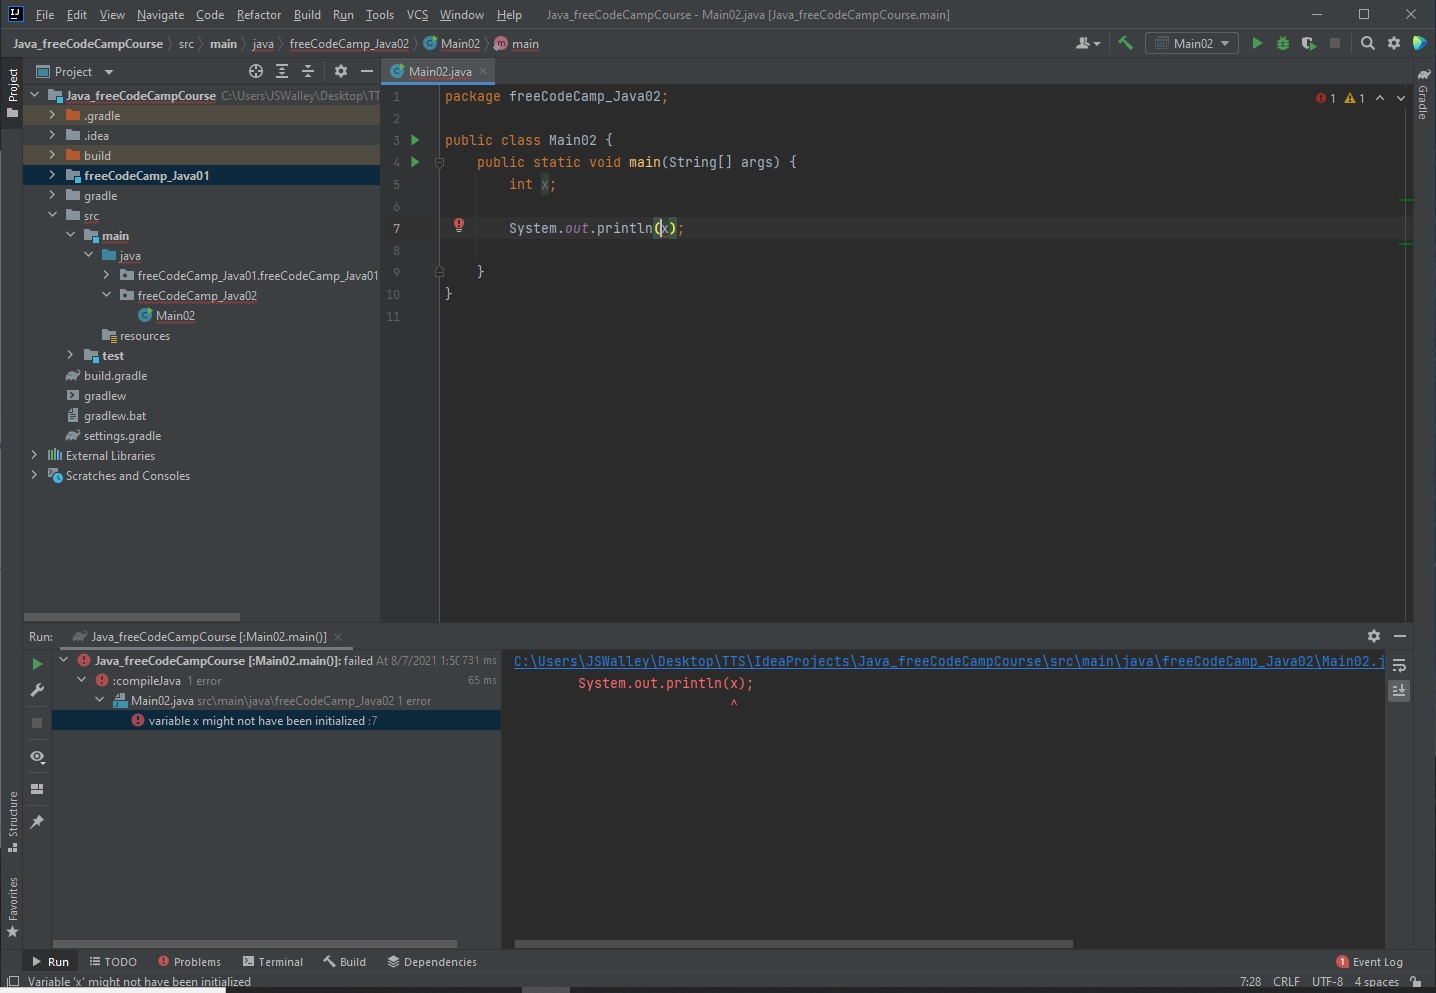 File Edit View Navigate Code Refactor Build Run Tools VCS Window Help Java_freeCodeCampCourse - Main02.java [Java_freeCodeCampCourse.main]
Java_freeCodeCampCourse src main java freeCodeCamp_Java02 Main02 main Main02
Project
Main02.java
Project
Java_freeCodeCampCourse C:\Users\JSWalley\Desktop\TT
.gradle
.idea
build
freeCodeCamp_Java01
gradle
src
main
java
freeCodeCamp_Java01.freeCodeCamp_Java01
freeCodeCamp_Java02
Main02
resources
test
build.gradle
gradlew
gradlew.bat
settings.gradle
External Libraries
Scratches and Consoles
1 package freeCodeCamp_Java02;
2
3 public class Main02 {
4 public static void main(String[] args) {
5 int x;
6
7 System.out.println(x);
8
9 }
10 }
11
1 1
Gradle
Run: Java_freeCodeCampCourse [:Main02.main()]
Java_freeCodeCampCourse [:Main02.main()]: failed At 8/7/2021 1:50 731 ms
:compileJava 1 error 65 ms
Main02.java src\main\java\freeCodeCamp_Java02 1 error
variable x might not have been initialized :7
C:\Users\JSWalley\Desktop\TTS\IdeaProjects\Java_freeCodeCampCourse\src\main\java\freeCodeCamp_Java02\Main02.j
System.out.println(x);
^
Structure
Favorites
Run TODO Problems Terminal Build Dependencies 1 Event Log
Variable 'x' might not have been initialized 7:28 CRLF UTF-8 4 spaces